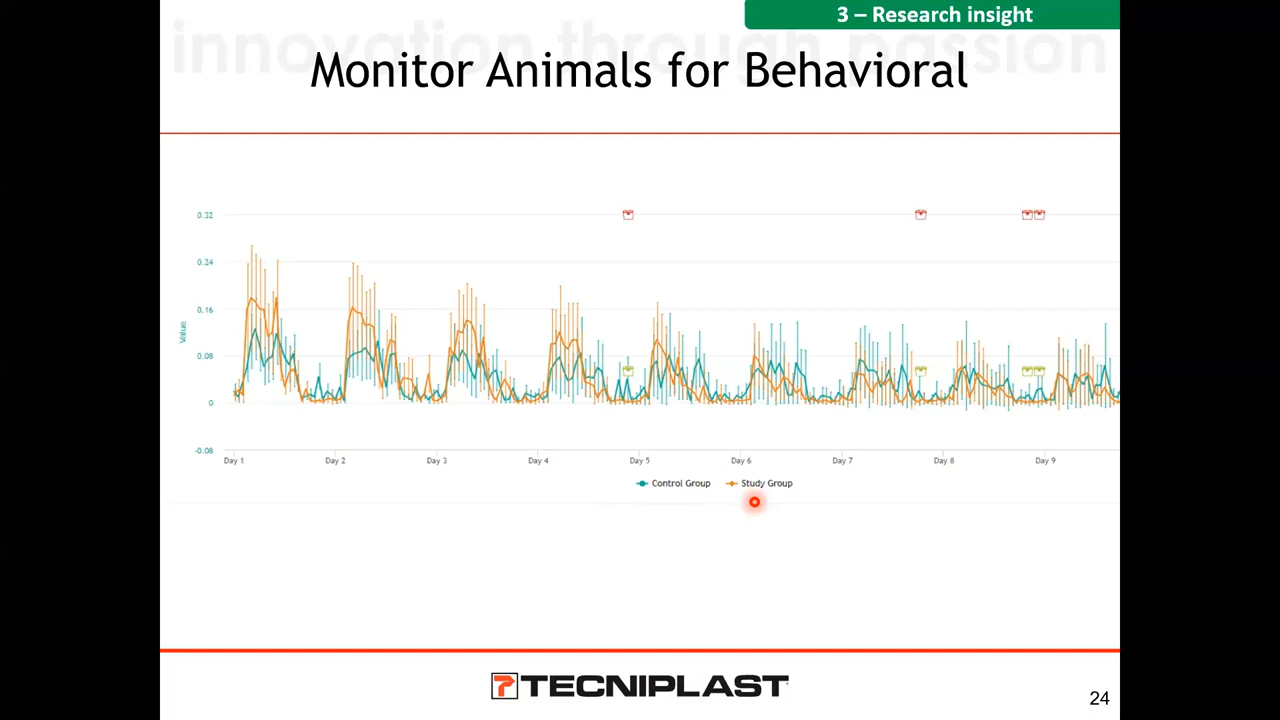 3 – Research insight
innovation through passion
Monitor Animals for Behavioral
0.32
0.24
0.16
0.08
0
-0.08
Value
Day 1 Day 2 Day 3 Day 4 Day 5 Day 6 Day 7 Day 8 Day 9
Control Group Study Group
TECNIPLAST
24